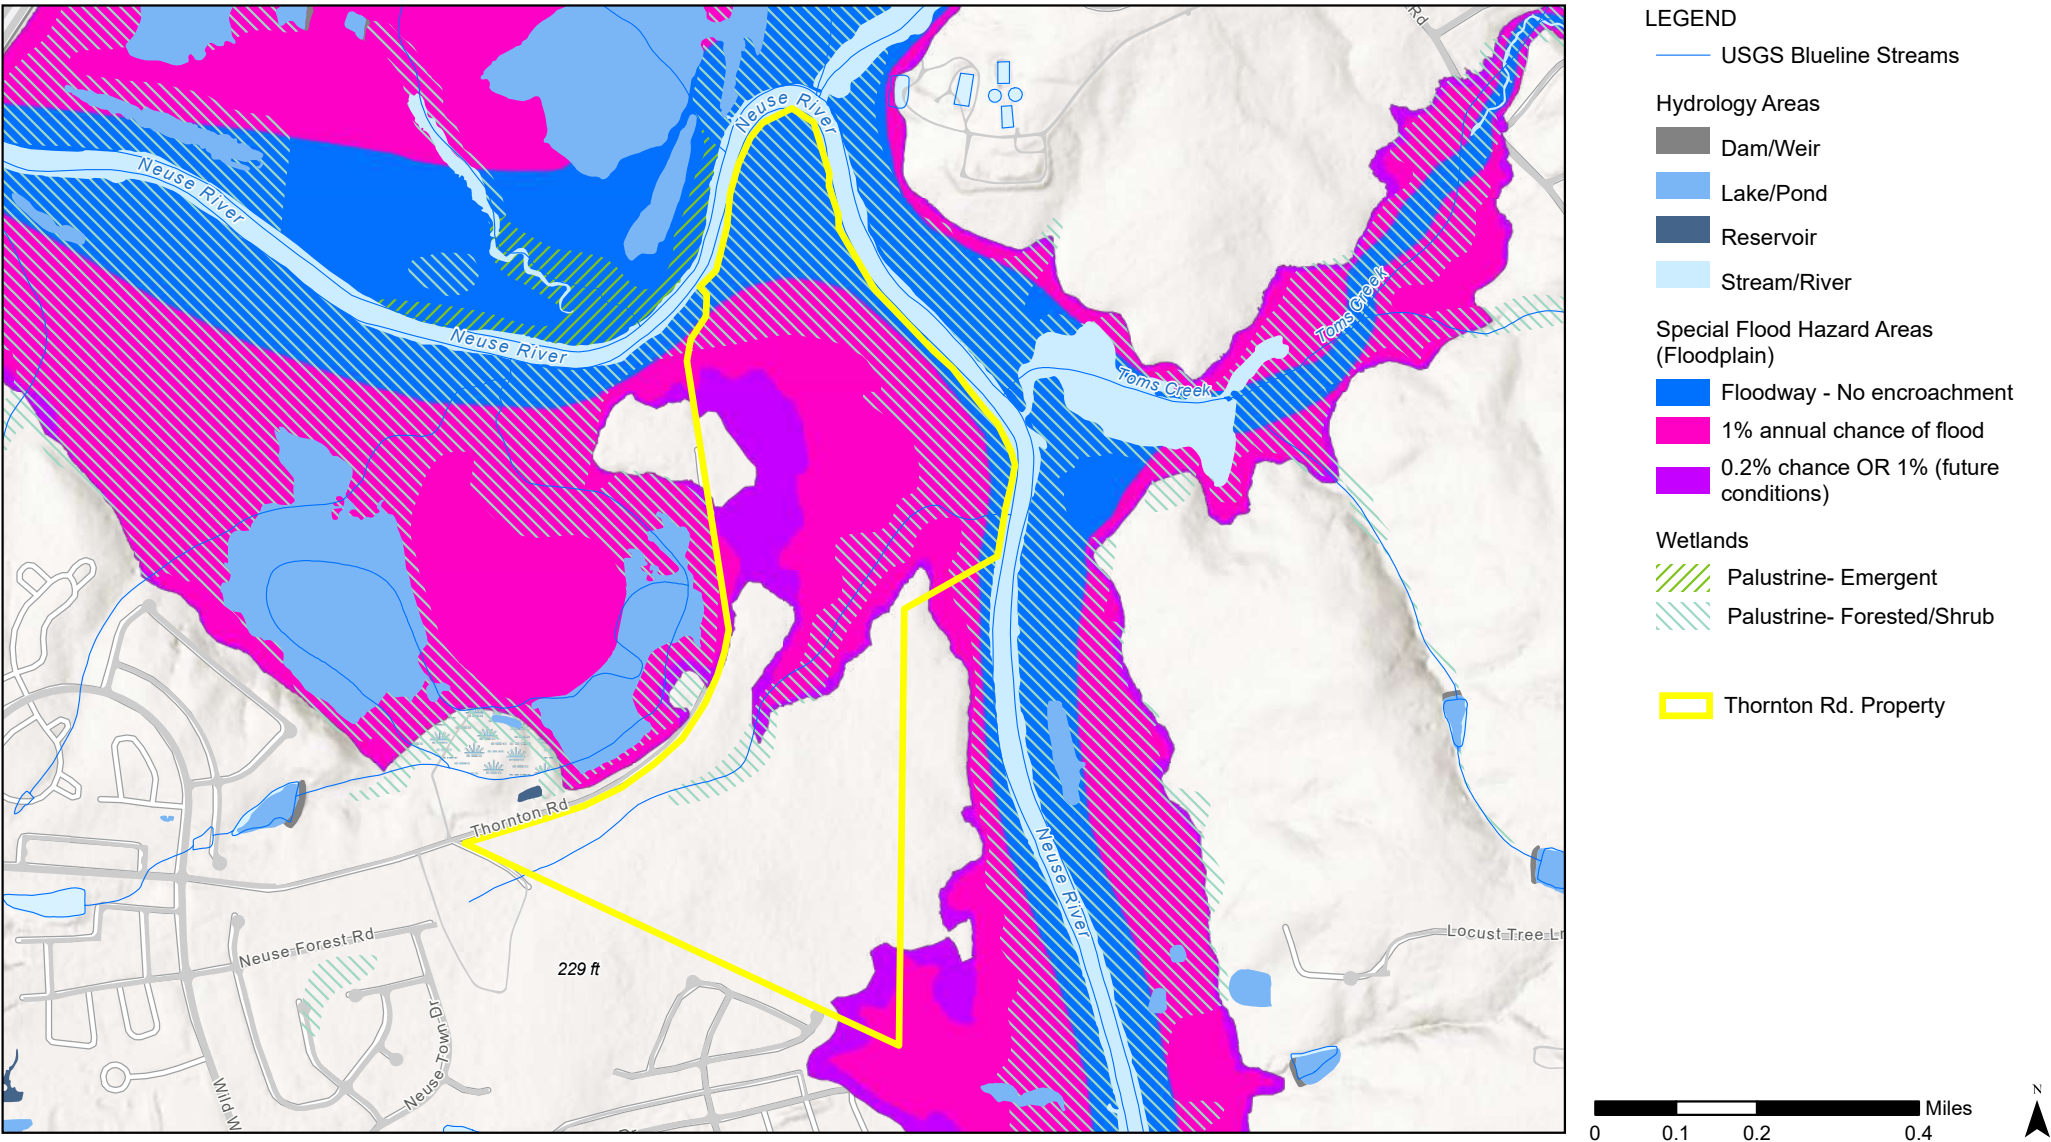 Rd
Neuse River
Neuse River
Neuse River
Toms Creek
Toms Creek
Thornton Rd
Neuse River
Neuse Forest Rd
Locust Tree Ln
229 ft
Neuse Town Dr
Wild W
LEGEND
USGS Blueline Streams
Hydrology Areas
Dam/Weir
Lake/Pond
Reservoir
Stream/River
Special Flood Hazard Areas
(Floodplain)
Floodway - No encroachment
1% annual chance of flood
0.2% chance OR 1% (future
conditions)
Wetlands
Palustrine- Emergent
Palustrine- Forested/Shrub
Thornton Rd. Property
Miles
0 0.1 0.2 0.4
N